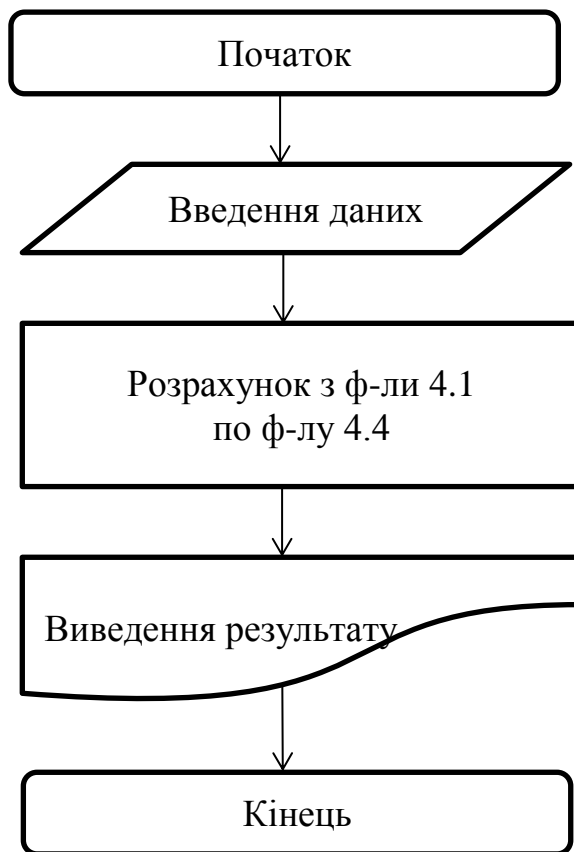 Початок
Введення даних
Розрахунок з ф-ли 4.1
по ф-лу 4.4
Виведення результату
Кінець